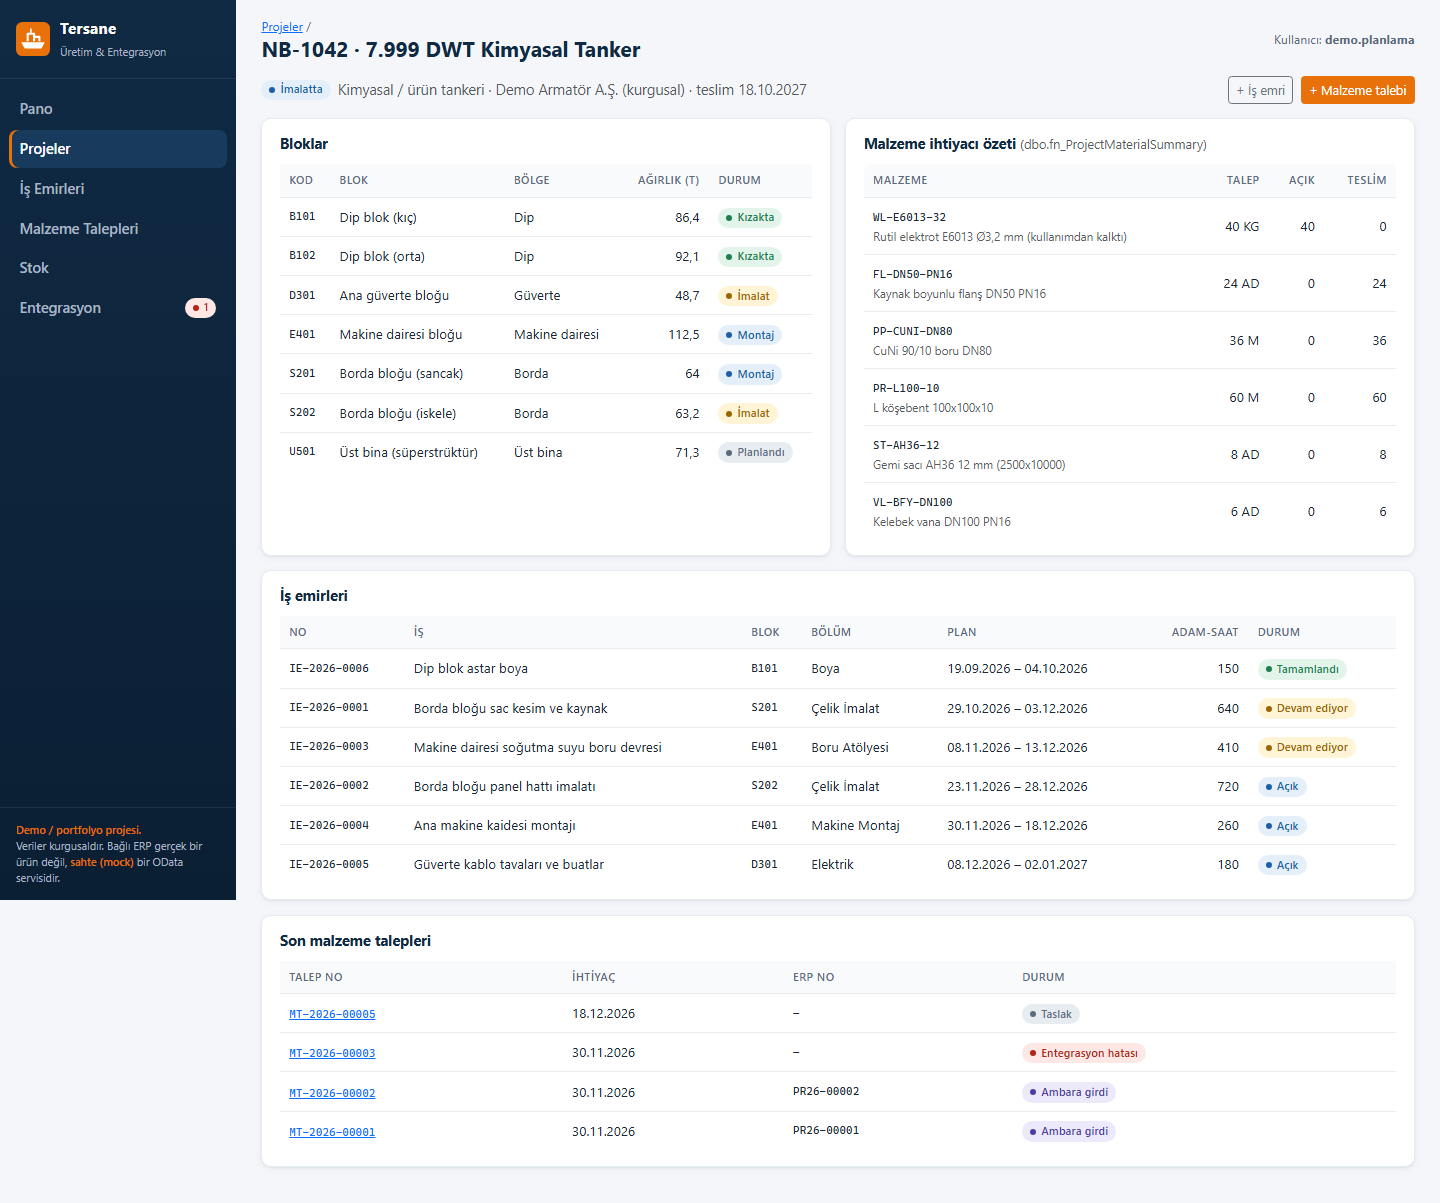 Tersane
Üretim & Entegrasyon
Pano
Projeler
İş Emirleri
Malzeme Talepleri
Stok
Entegrasyon 1
Demo / portfolyo projesi.
Veriler kurgusaldır. Bağlı ERP gerçek bir
ürün değil, sahte (mock) bir OData
servisidir.
Projeler /
NB-1042 · 7.999 DWT Kimyasal Tanker
Kullanıcı: demo.planlama
İmalatta Kimyasal / ürün tankeri · Demo Armatör A.Ş. (kurgusal) · teslim 18.10.2027
+ İş emri + Malzeme talebi
Bloklar
KOD BLOK BÖLGE AĞIRLIK (T) DURUM
B101 Dip blok (kıç) Dip 86,4 Kızakta
B102 Dip blok (orta) Dip 92,1 Kızakta
D301 Ana güverte bloğu Güverte 48,7 İmalat
E401 Makine dairesi bloğu Makine dairesi 112,5 Montaj
S201 Borda bloğu (sancak) Borda 64 Montaj
S202 Borda bloğu (iskele) Borda 63,2 İmalat
U501 Üst bina (süperstrüktür) Üst bina 71,3 Planlandı
Malzeme ihtiyacı özeti (dbo.fn_ProjectMaterialSummary)
MALZEME TALEP AÇIK TESLİM
WL-E6013-32
Rutil elektrot E6013 Ø3,2 mm (kullanımdan kalktı) 40 KG 40 0
FL-DN50-PN16
Kaynak boyunlu flanş DN50 PN16 24 AD 0 24
PP-CUNI-DN80
CuNi 90/10 boru DN80 36 M 0 36
PR-L100-10
L köşebent 100x100x10 60 M 0 60
ST-AH36-12
Gemi sacı AH36 12 mm (2500x10000) 8 AD 0 8
VL-BFY-DN100
Kelebek vana DN100 PN16 6 AD 0 6
İş emirleri
NO İŞ BLOK BÖLÜM PLAN ADAM-SAAT DURUM
IE-2026-0006 Dip blok astar boya B101 Boya 19.09.2026 – 04.10.2026 150 Tamamlandı
IE-2026-0001 Borda bloğu sac kesim ve kaynak S201 Çelik İmalat 29.10.2026 – 03.12.2026 640 Devam ediyor
IE-2026-0003 Makine dairesi soğutma suyu boru devresi E401 Boru Atölyesi 08.11.2026 – 13.12.2026 410 Devam ediyor
IE-2026-0002 Borda bloğu panel hattı imalatı S202 Çelik İmalat 23.11.2026 – 28.12.2026 720 Açık
IE-2026-0004 Ana makine kaidesi montajı E401 Makine Montaj 30.11.2026 – 18.12.2026 260 Açık
IE-2026-0005 Güverte kablo tavaları ve buatlar D301 Elektrik 08.12.2026 – 02.01.2027 180 Açık
Son malzeme talepleri
TALEP NO İHTİYAÇ ERP NO DURUM
MT-2026-00005 18.12.2026 – Taslak
MT-2026-00003 30.11.2026 – Entegrasyon hatası
MT-2026-00002 30.11.2026 PR26-00002 Ambara girdi
MT-2026-00001 30.11.2026 PR26-00001 Ambara girdi